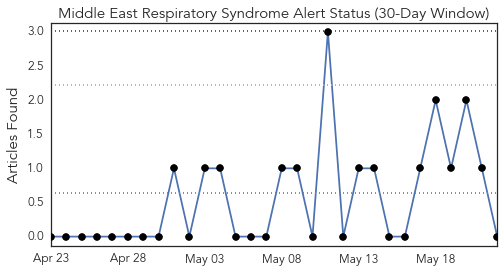 Middle East Respiratory Syndrome Alert Status (30-Day Window)
Articles Found
3.0
2.5
2.0
1.5
1.0
0.5
0.0
Apr 23 Apr 28 May 03 May 08 May 13 May 18